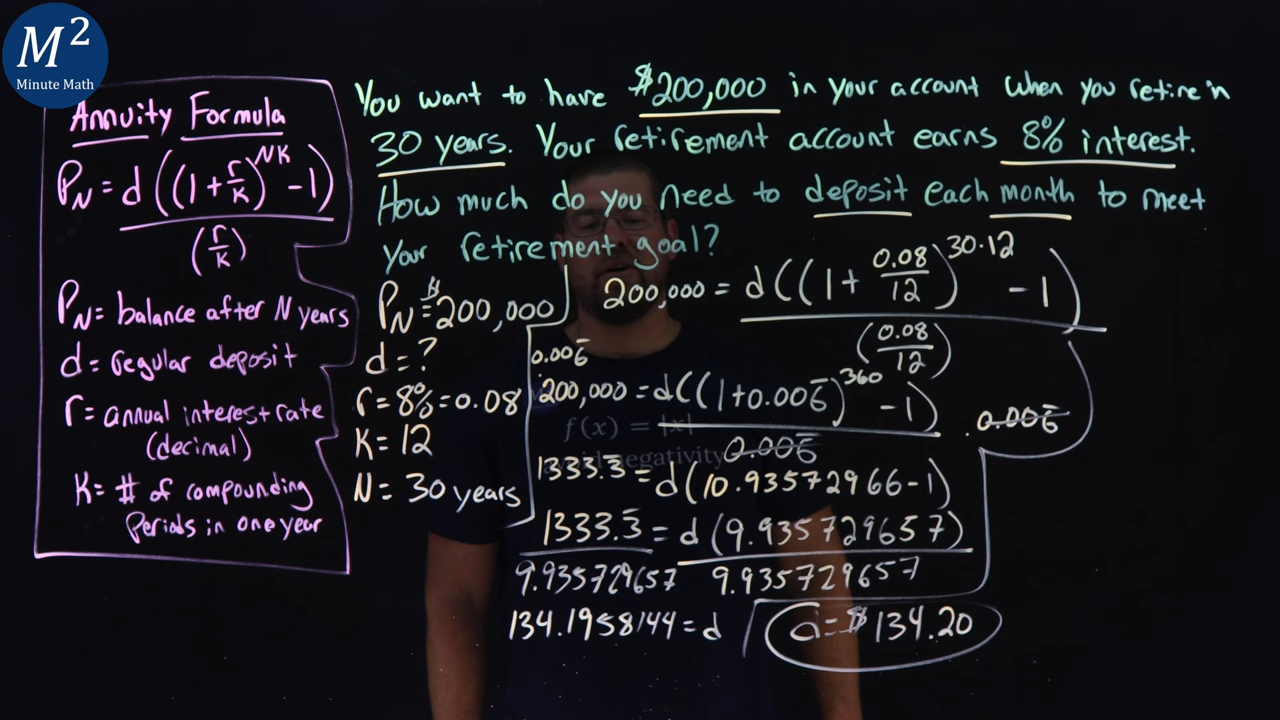 M²
Minute Math
Annuity Formula
P_N = d((1 + r/k)^NK - 1)
(r/k)
P_N = balance after N years
d = regular deposit
r = annual interest rate
(decimal)
K = # of compounding
Periods in one year
You want to have $200,000 in your account when you retire in
30 years. Your retirement account earns 8% interest.
How much do you need to deposit each month to meet
your retirement goal?
P_N = $200,000
d = ?
r = 8% = 0.08
K = 12
N = 30 years
200,000 = d((1 + 0.08/12)^30·12 - 1)
(0.08/12)
0.006̅ · 200,000 = d((1 + 0.006̅)^360 - 1) · 0.006̅
0.006̅
f(x) = |x|
negativity
1333.3̅ = d(10.93572966 - 1)
1333.3̅ = d(9.935729657)
9.935729657 9.935729657
134.1958144 = d
d = $134.20